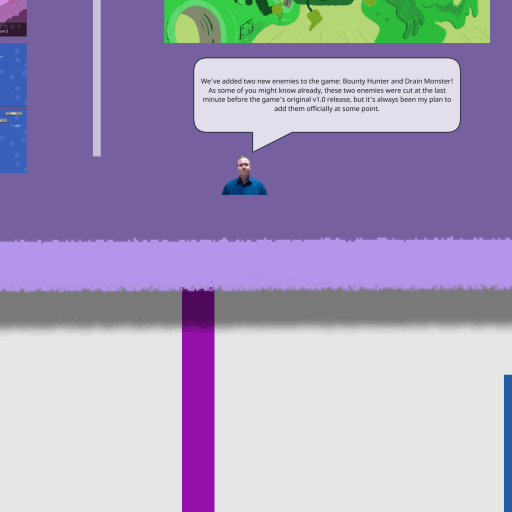 We've added two new enemies to the game: Bounty Hunter and Drain Monster!
As some of you might know already, these two enemies were cut at the last
minute before the game's original v1.0 release, but it's always been my plan to
add them officially at some point.